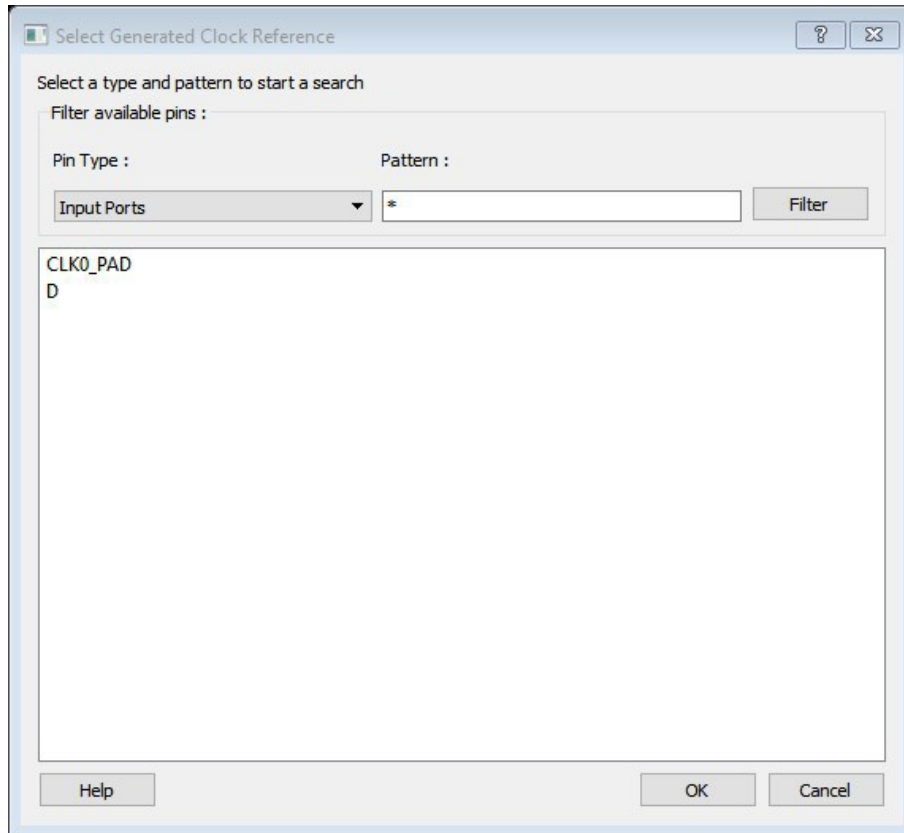 Select Generated Clock Reference
Select a type and pattern to start a search
Filter available pins :
Pin Type :
Pattern :
Input Ports
*
Filter
CLK0_PAD
D
Help
OK
Cancel